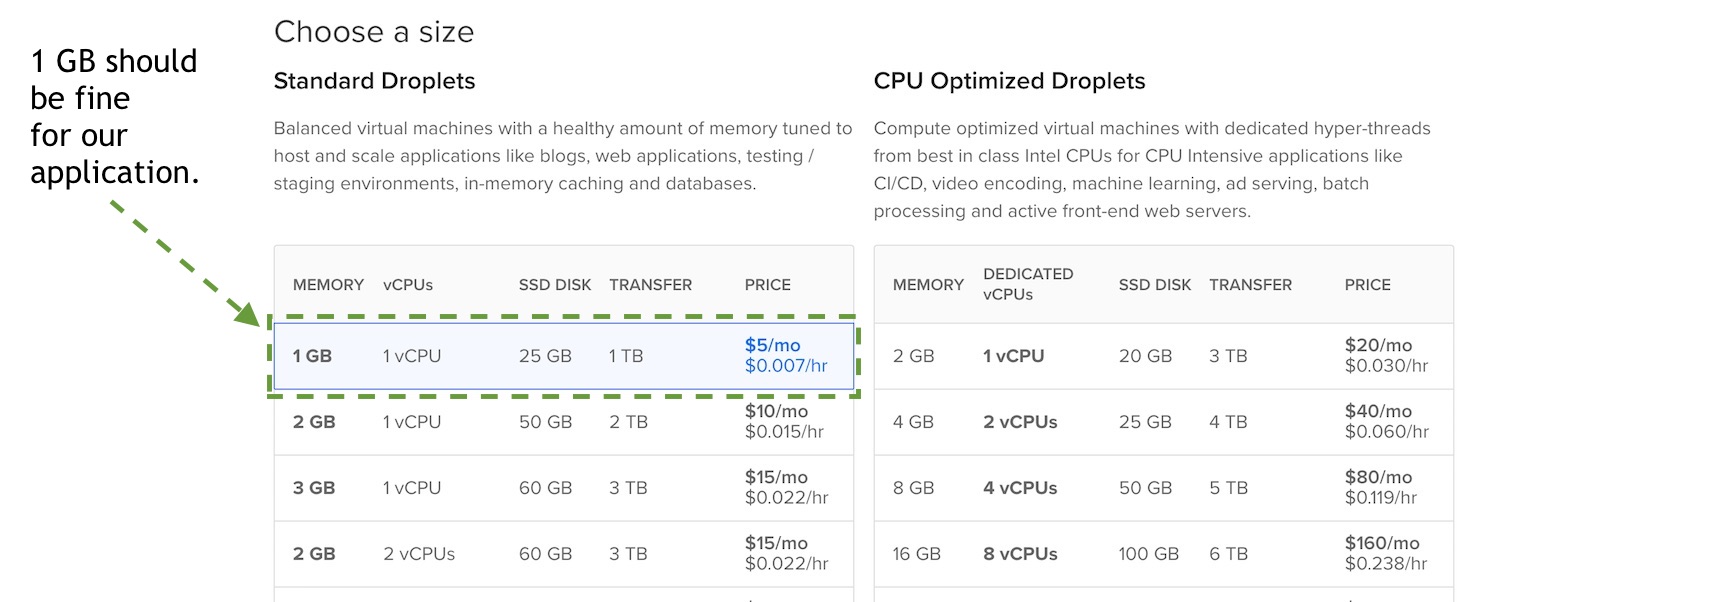 Choose a size
1 GB should
be fine
for our
application.
Standard Droplets
Balanced virtual machines with a healthy amount of memory tuned to
host and scale applications like blogs, web applications, testing /
staging environments, in-memory caching and databases.
MEMORY vCPUs SSD DISK TRANSFER PRICE
1 GB 1 vCPU 25 GB 1 TB $5/mo
$0.007/hr
2 GB 1 vCPU 50 GB 2 TB $10/mo
$0.015/hr
3 GB 1 vCPU 60 GB 3 TB $15/mo
$0.022/hr
2 GB 2 vCPUs 60 GB 3 TB $15/mo
$0.022/hr
CPU Optimized Droplets
Compute optimized virtual machines with dedicated hyper-threads
from best in class Intel CPUs for CPU Intensive applications like
CI/CD, video encoding, machine learning, ad serving, batch
processing and active front-end web servers.
MEMORY DEDICATED
vCPUs SSD DISK TRANSFER PRICE
2 GB 1 vCPU 20 GB 3 TB $20/mo
$0.030/hr
4 GB 2 vCPUs 25 GB 4 TB $40/mo
$0.060/hr
8 GB 4 vCPUs 50 GB 5 TB $80/mo
$0.119/hr
16 GB 8 vCPUs 100 GB 6 TB $160/mo
$0.238/hr